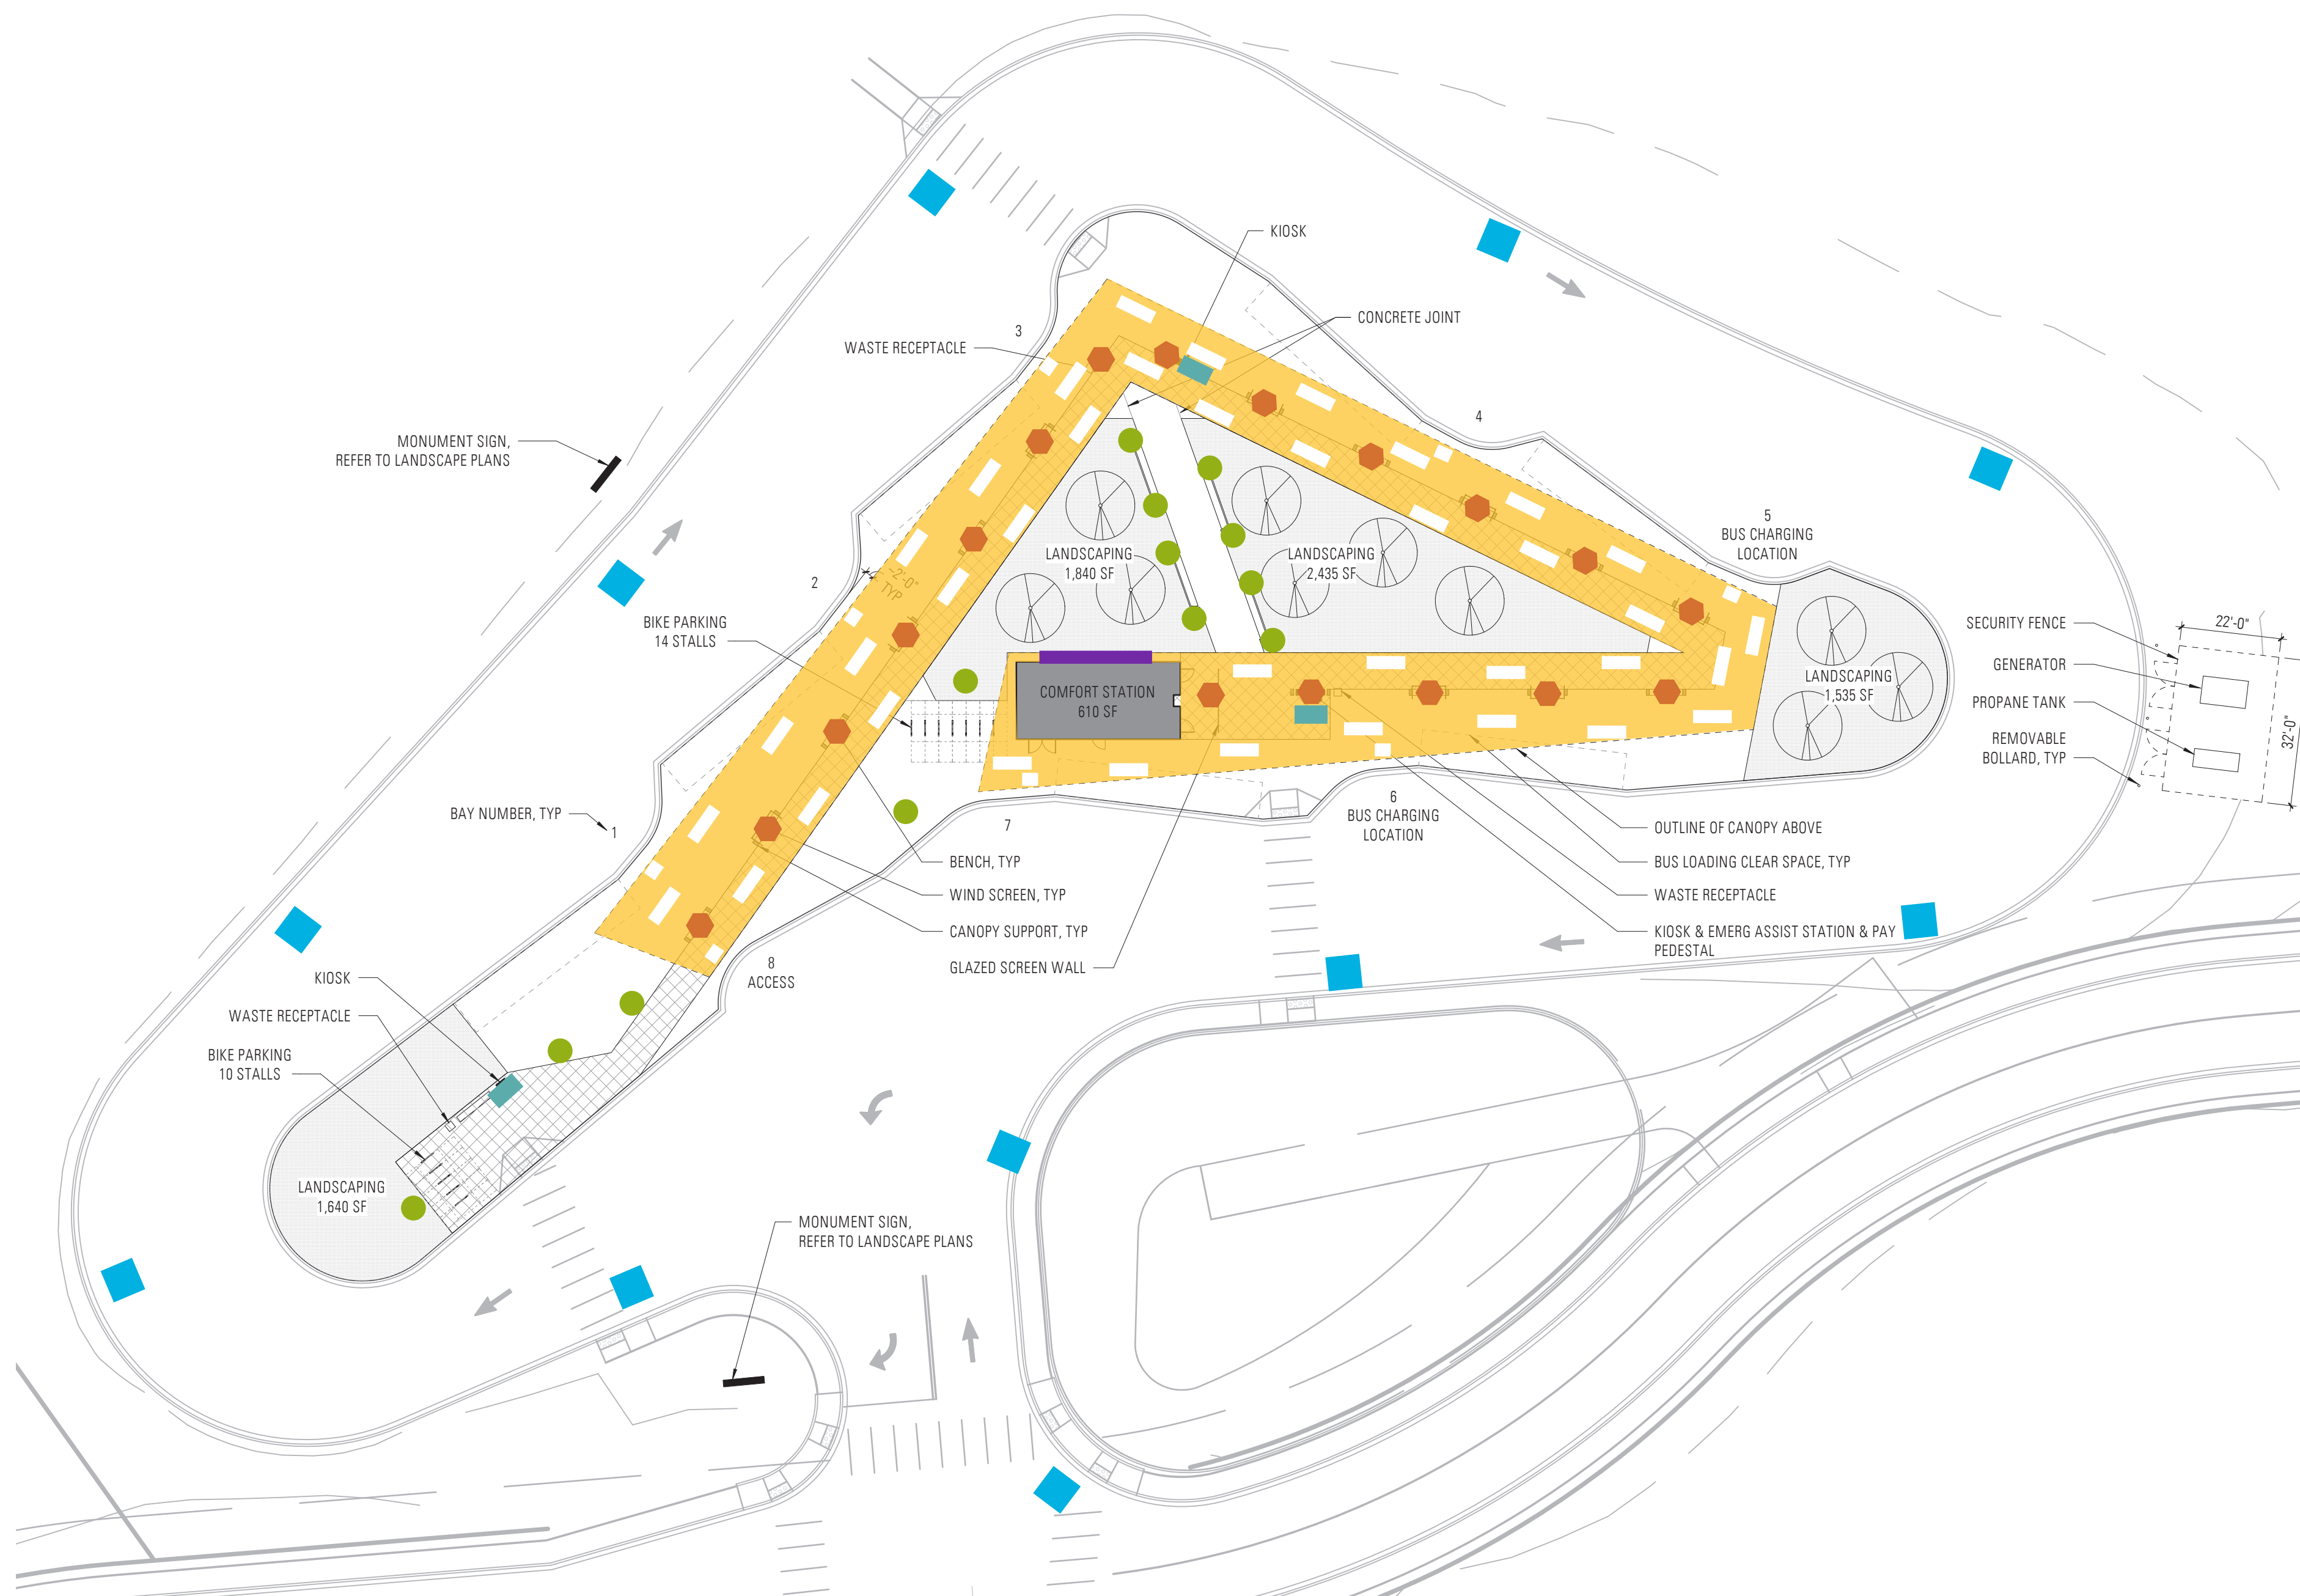 KIOSK
CONCRETE JOINT
3
WASTE RECEPTACLE
4
MONUMENT SIGN,
REFER TO LANDSCAPE PLANS
5
BUS CHARGING
LOCATION
LANDSCAPING
1,840 SF
LANDSCAPING
2,435 SF
2
~2'-0"
TYP
BIKE PARKING
14 STALLS
SECURITY FENCE
22'-0"
GENERATOR
PROPANE TANK
REMOVABLE
BOLLARD, TYP
32'-0"
LANDSCAPING
1,535 SF
COMFORT STATION
610 SF
BAY NUMBER, TYP
1
7
6
BUS CHARGING
LOCATION
OUTLINE OF CANOPY ABOVE
BENCH, TYP
BUS LOADING CLEAR SPACE, TYP
WIND SCREEN, TYP
WASTE RECEPTACLE
CANOPY SUPPORT, TYP
KIOSK & EMERG ASSIST STATION & PAY
PEDESTAL
GLAZED SCREEN WALL
8
ACCESS
KIOSK
WASTE RECEPTACLE
BIKE PARKING
10 STALLS
LANDSCAPING
1,640 SF
MONUMENT SIGN,
REFER TO LANDSCAPE PLANS